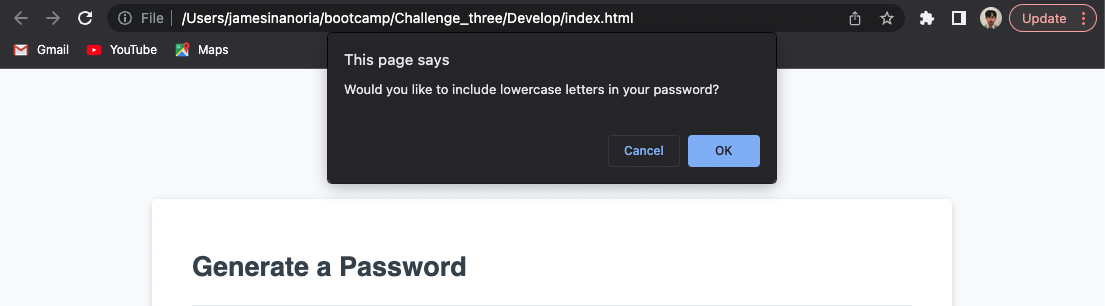 File /Users/jamesinanoria/bootcamp/Challenge_three/Develop/index.html Update
Gmail YouTube Maps
This page says
Would you like to include lowercase letters in your password?
Cancel OK
Generate a Password